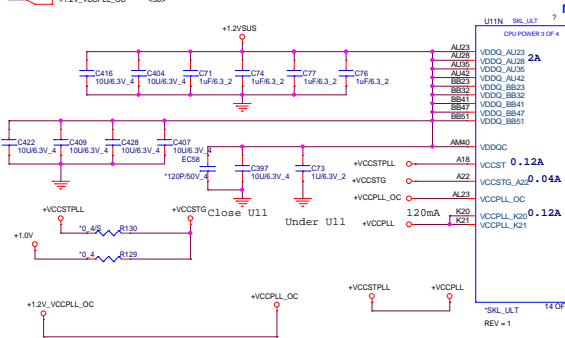 +1.2V_VCCPLL_OC
U11N SKL_ULT ?
CPU POWER 3 OF 4
+1.2VSUS
C416
10U/6.3V_4
C404
10U/6.3V_4
C71
1uF/6.3_2
C74
1uF/6.3_2
C77
1uF/6.3_2
C76
1uF/6.3_2
AU23 VDDQ_AU23
AU28 VDDQ_AU28
AU35 VDDQ_AU35
AU42 VDDQ_AU42
BB23 VDDQ_BB23
BB32 VDDQ_BB32
BB41 VDDQ_BB41
BB47 VDDQ_BB47
BB51 VDDQ_BB51
2A
C422
10U/6.3V_4
C409
10U/6.3V_4
C428
10U/6.3V_4
C407
10U/6.3V_4
EC58
*120P/50V_4
C397
10U/6.3V_4
C73
1U/6.3V_2
AM40 VDDQC
+VCCSTPLL A18 VCCST 0.12A
+VCCSTG A22 VCCSTG_A22 0.04A
+VCCPLL_OC AL23 VCCPLL_OC
120mA
+VCCPLL K20 VCCPLL_K20 0.12A
K21 VCCPLL_K21
Close U11
Under U11
+VCCSTPLL
+VCCSTG
*0_4/S R130
+1.0V
*0_4 R129
+1.2V_VCCPLL_OC
+VCCPLL_OC
+VCCSTPLL
+VCCPLL
*SKL_ULT
14 OF
REV = 1